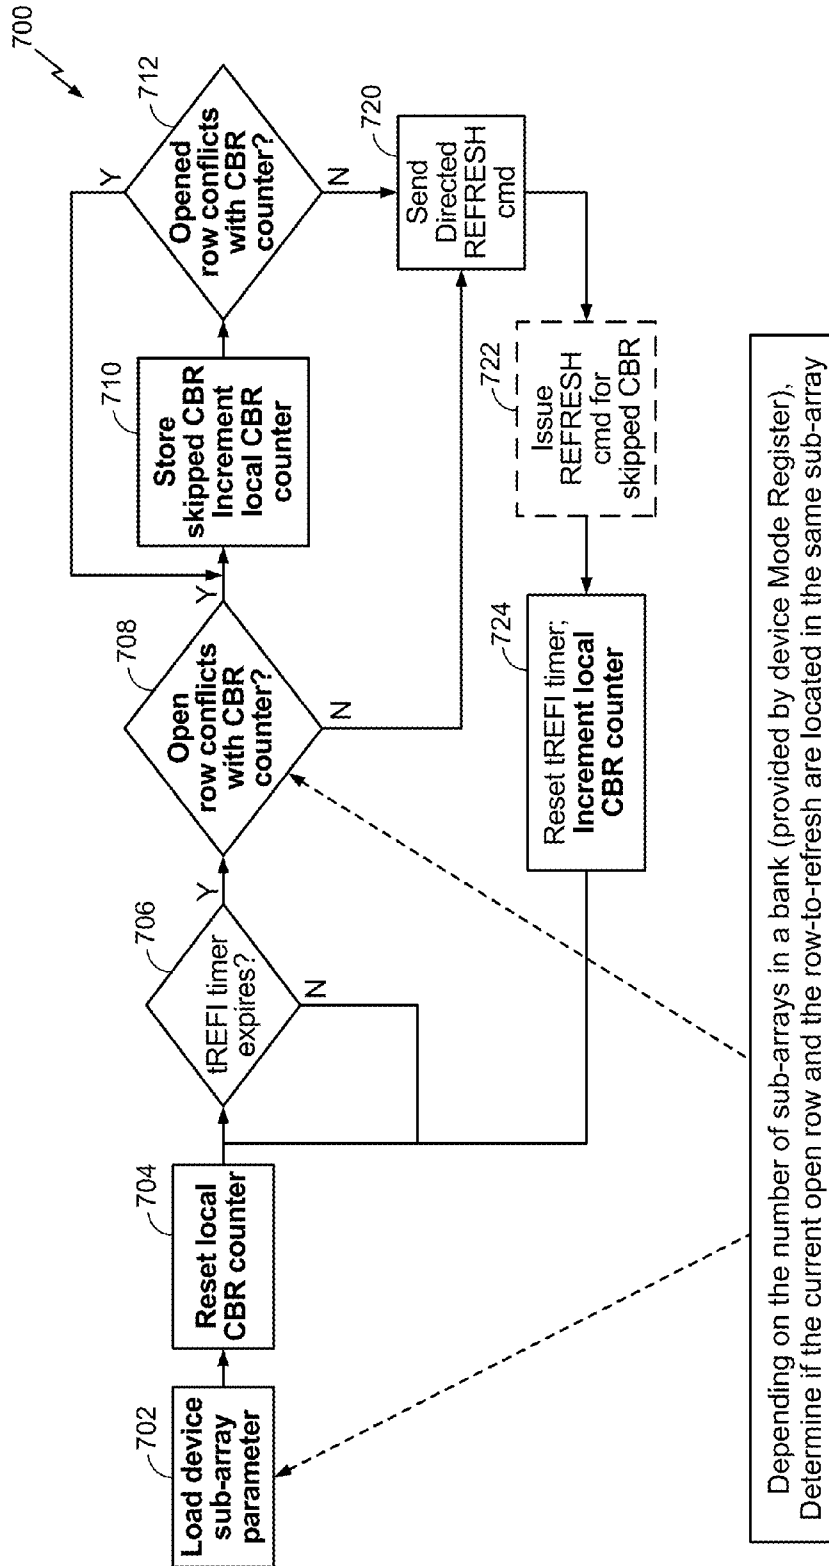 700
702
Load device
sub-array
parameter
704
Reset local
CBR counter
706
tREFI timer
expires?
Y
N
708
Open
row conflicts
with CBR
counter?
Y
N
710
Store
skipped CBR
Increment
local CBR
counter
712
Opened
row conflicts
with CBR
counter?
Y
N
720
Send
Directed
REFRESH
cmd
722
Issue
REFRESH
cmd for
skipped CBR
724
Reset tREFI timer;
Increment local
CBR counter
Depending on the number of sub-arrays in a bank (provided by device Mode Register),
Determine if the current open row and the row-to-refresh are located in the same sub-array